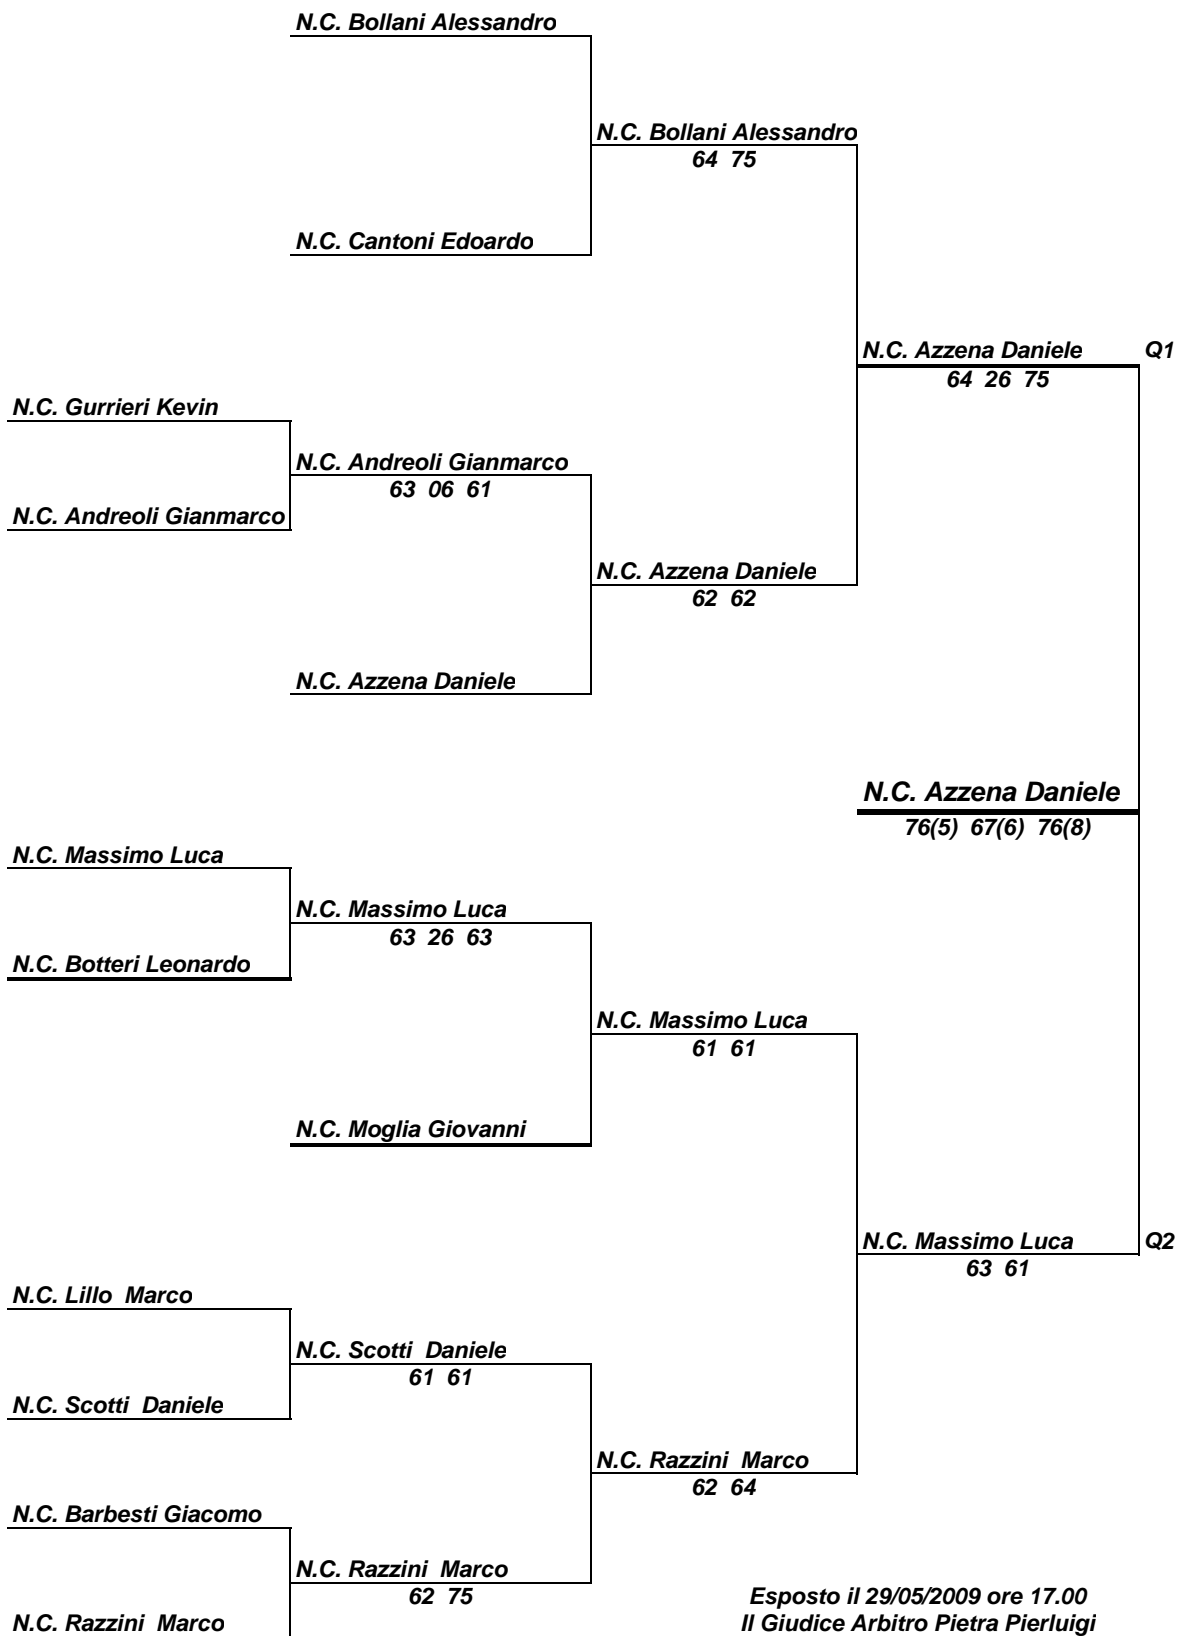 N.C. Bollani Alessandro
N.C. Bollani Alessandro
64 75
N.C. Cantoni Edoardo
N.C. Azzena Daniele Q1
64 26 75
N.C. Gurrieri Kevin
N.C. Andreoli Gianmarco
63 06 61
N.C. Andreoli Gianmarco
N.C. Azzena Daniele
62 62
N.C. Azzena Daniele
N.C. Azzena Daniele
76(5) 67(6) 76(8)
N.C. Massimo Luca
N.C. Massimo Luca
63 26 63
N.C. Botteri Leonardo
N.C. Massimo Luca
61 61
N.C. Moglia Giovanni
N.C. Massimo Luca Q2
63 61
N.C. Lillo Marco
N.C. Scotti Daniele
61 61
N.C. Scotti Daniele
N.C. Razzini Marco
62 64
N.C. Barbesti Giacomo
N.C. Razzini Marco
62 75
N.C. Razzini Marco
Esposto il 29/05/2009 ore 17.00
Il Giudice Arbitro Pietra Pierluigi